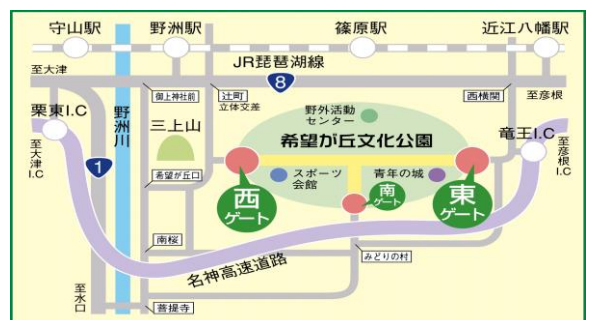 守山駅
野洲駅
篠原駅
近江八幡駅
JR琵琶湖線
至大津
8
御上神社前
辻町
立体交差
西横関
至彦根
栗東I.C
野洲川
三上山
野外活動
センター
希望が丘文化公園
竜王I.C
至大津I.C
1
希望が丘口
スポーツ
会館
青年の城
至彦根I.C
西
ゲート
南
ゲート
東
ゲート
南桜
みどりの村
名神高速道路
至水口
菩提寺